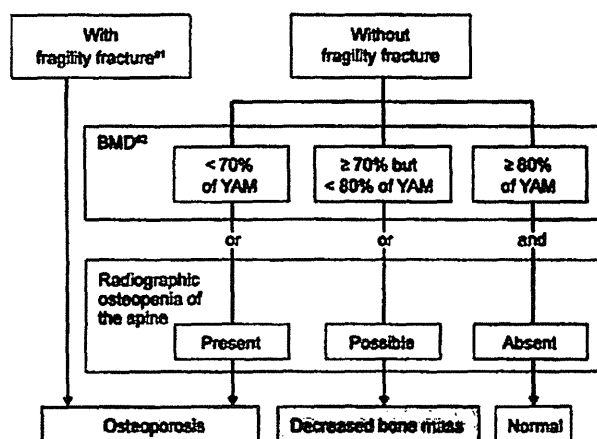 With
fragility fracture#1
Without
fragility fracture
BMD#2
< 70%
of YAM
≥ 70% but
< 80% of YAM
≥ 80%
of YAM
or
or
and
Radiographic
osteopenia of
the spine
Present
Possible
Absent
Osteoporosis
Decreased bone mass
Normal